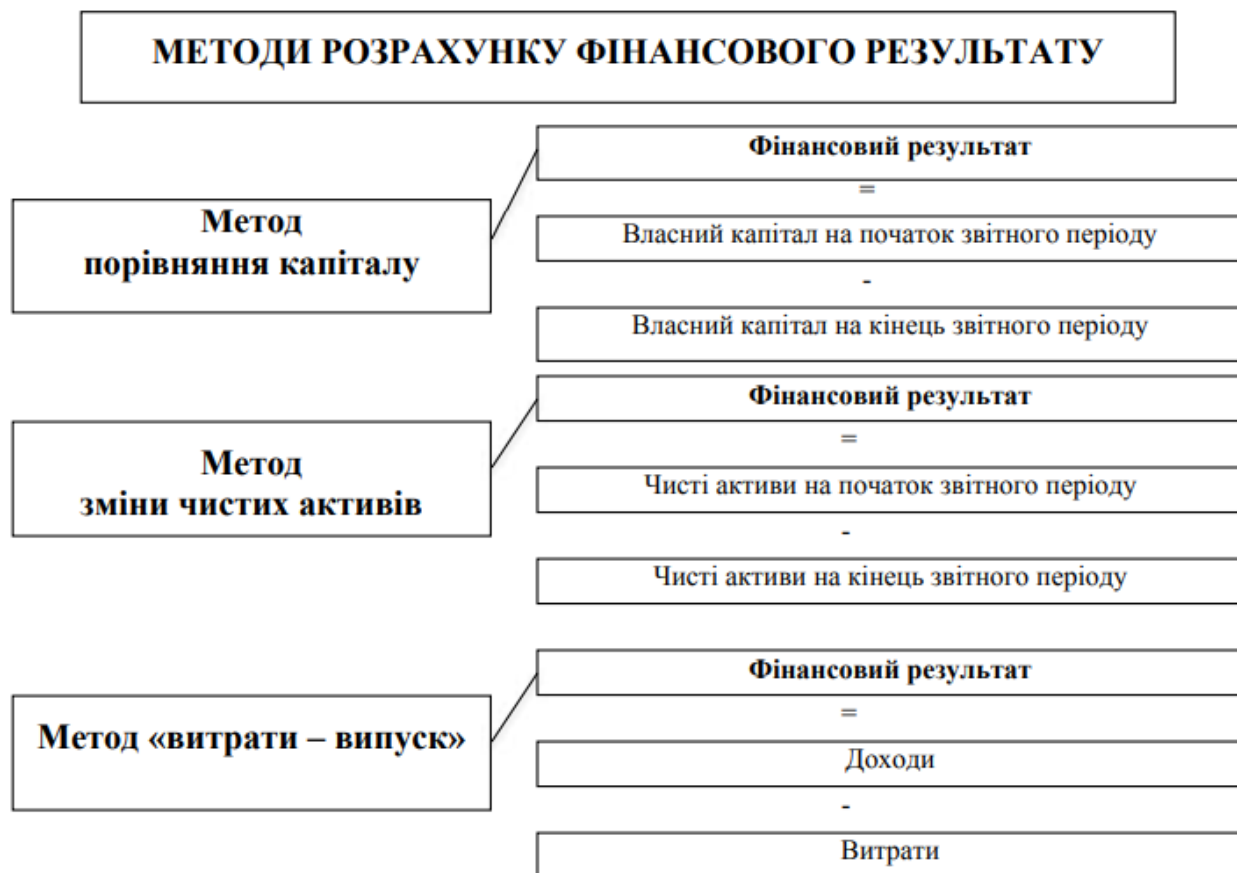 МЕТОДИ РОЗРАХУНКУ ФІНАНСОВОГО РЕЗУЛЬТАТУ
Метод
порівняння капіталу
Фінансовий результат
=
Власний капітал на початок звітного періоду
-
Власний капітал на кінець звітного періоду
Метод
зміни чистих активів
Фінансовий результат
=
Чисті активи на початок звітного періоду
-
Чисті активи на кінець звітного періоду
Метод «витрати – випуск»
Фінансовий результат
=
Доходи
-
Витрати